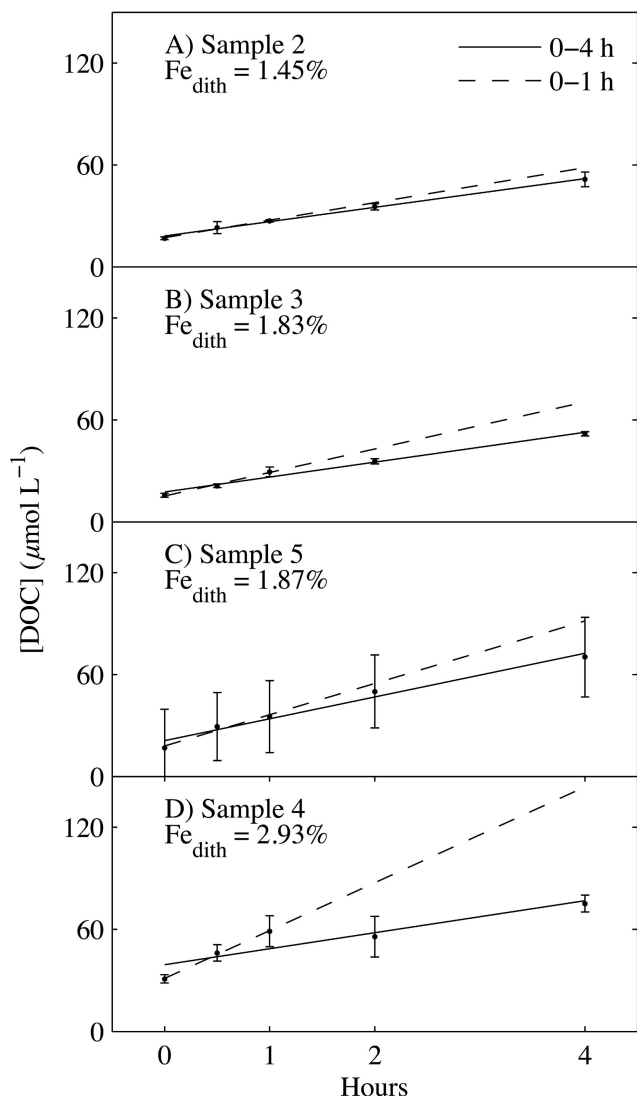 A) Sample 2
Fe_dith = 1.45%
0–4 h
0–1 h
120
60
0
B) Sample 3
Fe_dith = 1.83%
120
60
0
[DOC] (μmol L⁻¹)
C) Sample 5
Fe_dith = 1.87%
120
60
0
D) Sample 4
Fe_dith = 2.93%
120
60
0
0 1 2 4
Hours